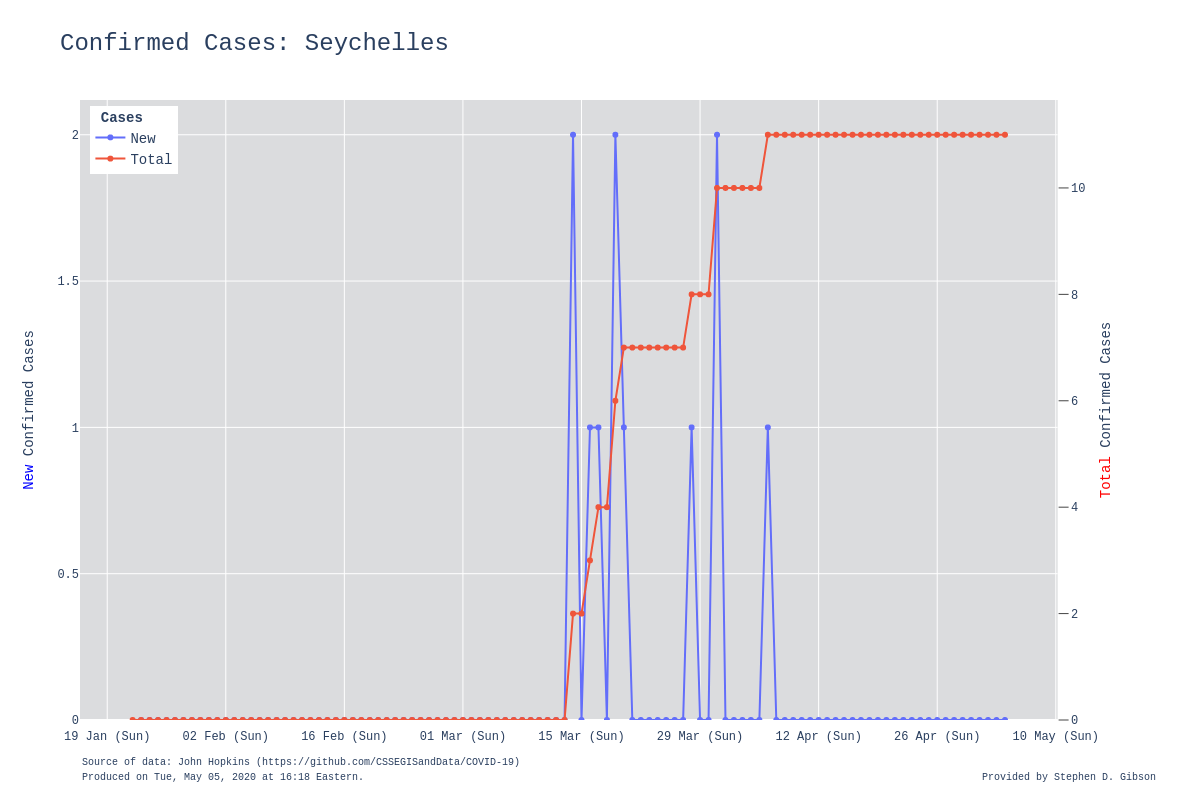 Confirmed Cases: Seychelles
Cases
New
Total
2
1.5
1
0.5
0
10
8
6
4
2
0
New Confirmed Cases
Total Confirmed Cases
19 Jan (Sun) 02 Feb (Sun) 16 Feb (Sun) 01 Mar (Sun) 15 Mar (Sun) 29 Mar (Sun) 12 Apr (Sun) 26 Apr (Sun) 10 May (Sun)
Source of data: John Hopkins (https://github.com/CSSEGISandData/COVID-19)
Produced on Tue, May 05, 2020 at 16:18 Eastern.
Provided by Stephen D. Gibson